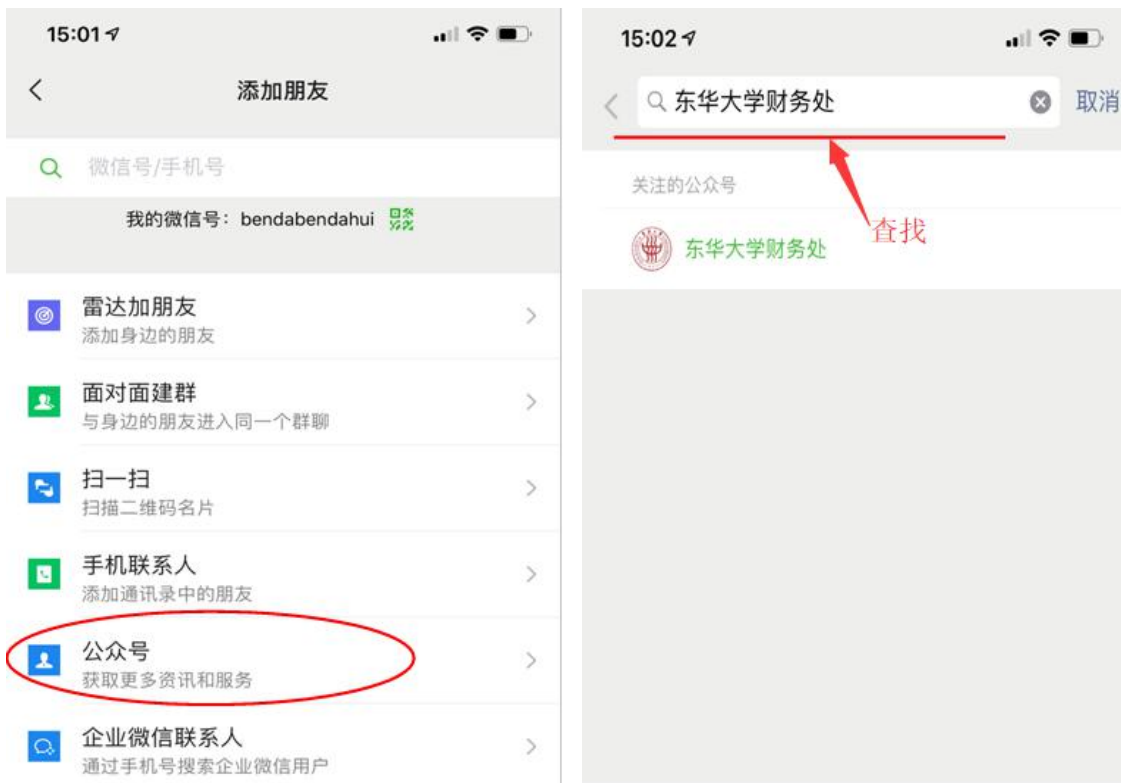 15:01
添加朋友
微信号/手机号
我的微信号：bendabendahui
雷达加朋友
添加身边的朋友
面对面建群
与身边的朋友进入同一个群聊
扫一扫
扫描二维码名片
手机联系人
添加通讯录中的朋友
公众号
获取更多资讯和服务
企业微信联系人
通过手机号搜索企业微信用户
15:02
东华大学财务处
取消
关注的公众号
查找
东华大学财务处